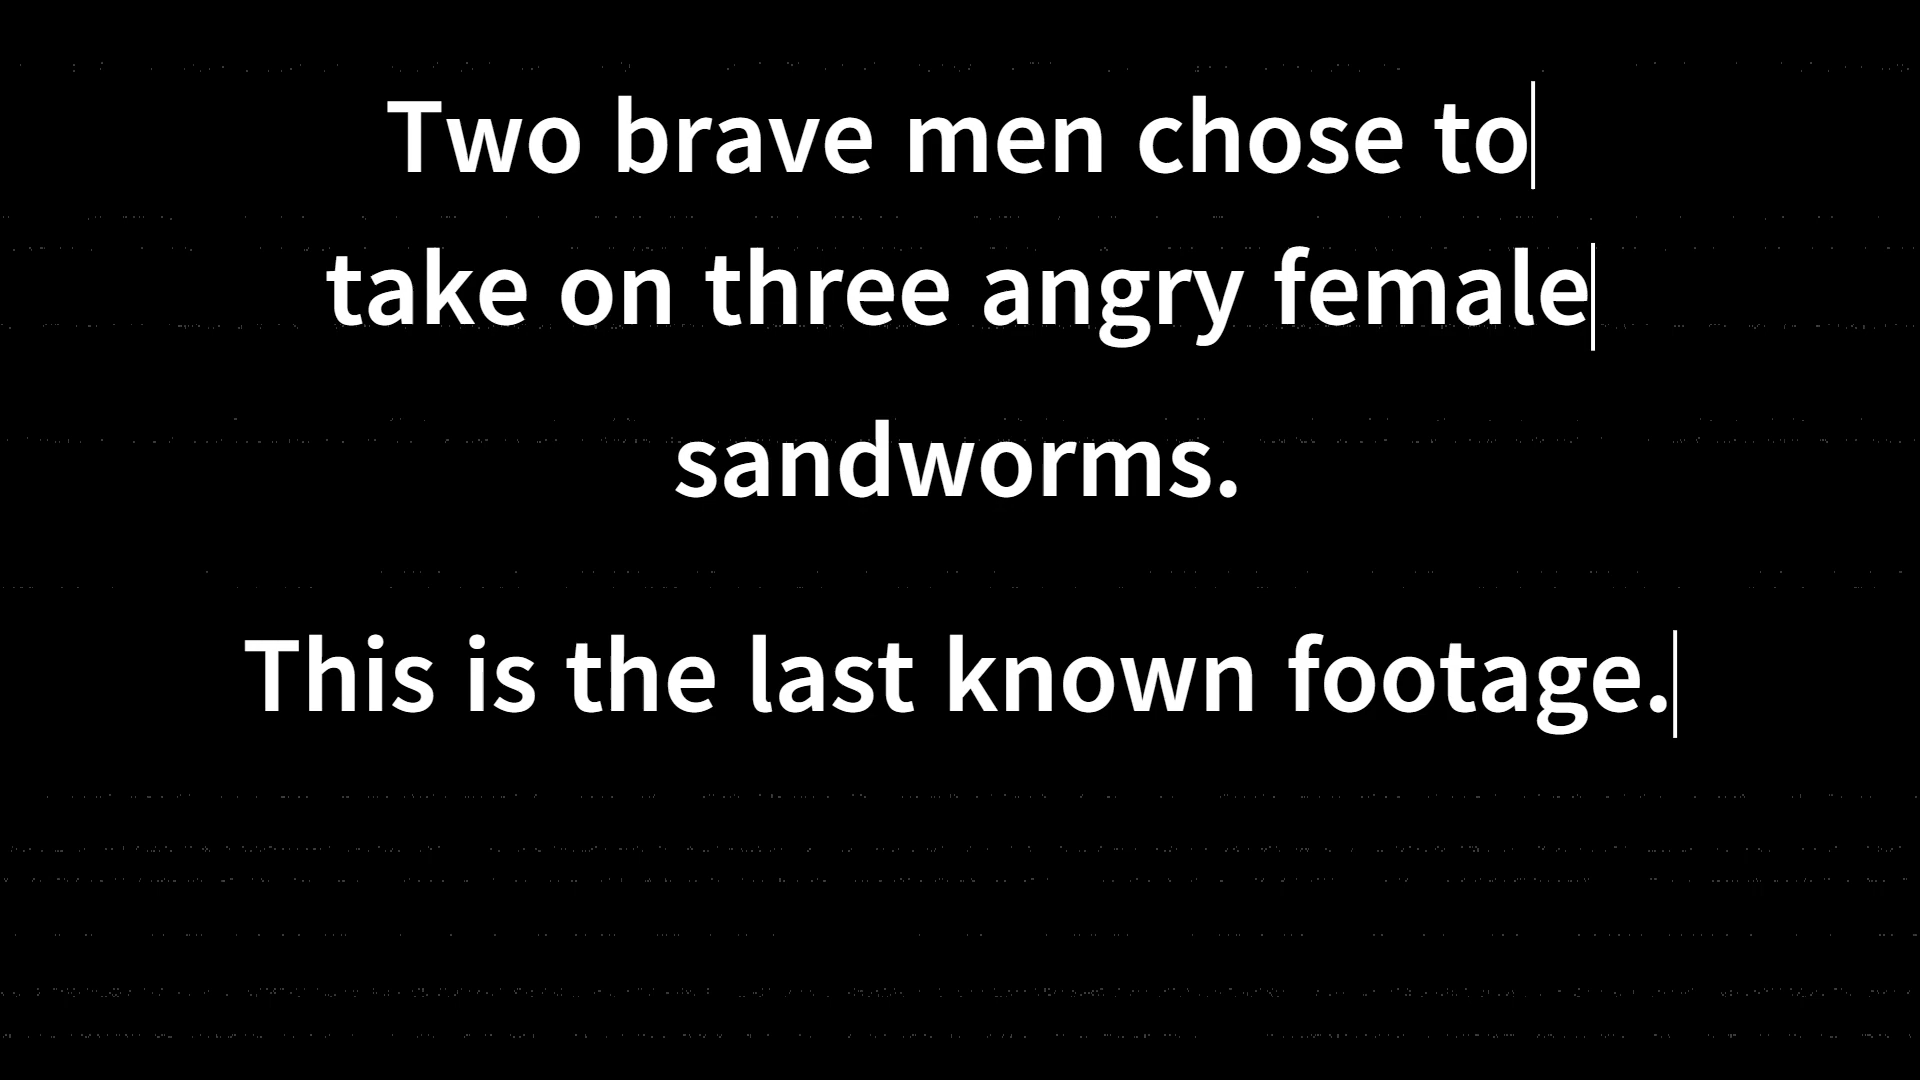 Two brave men chose to
take on three angry female
sandworms.
This is the last known footage.